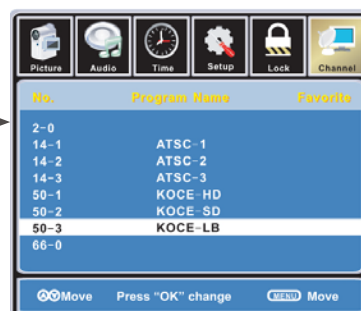 Picture Audio Time Setup Lock Channel
No. Program Name Favorite
2-0
14-1 ATSC-1
14-2 ATSC-2
14-3 ATSC-3
50-1 KOCE-HD
50-2 KOCE-SD
50-3 KOCE-LB
66-0
Move Press "OK" change MENU Move